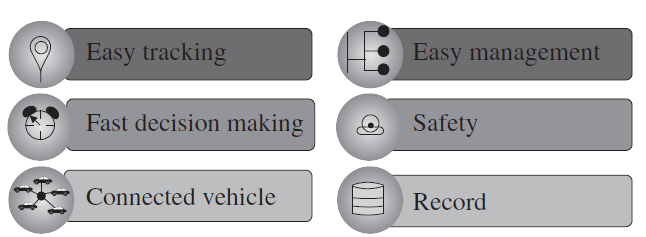 Easy tracking
Easy management
Fast decision making
Safety
Connected vehicle
Record